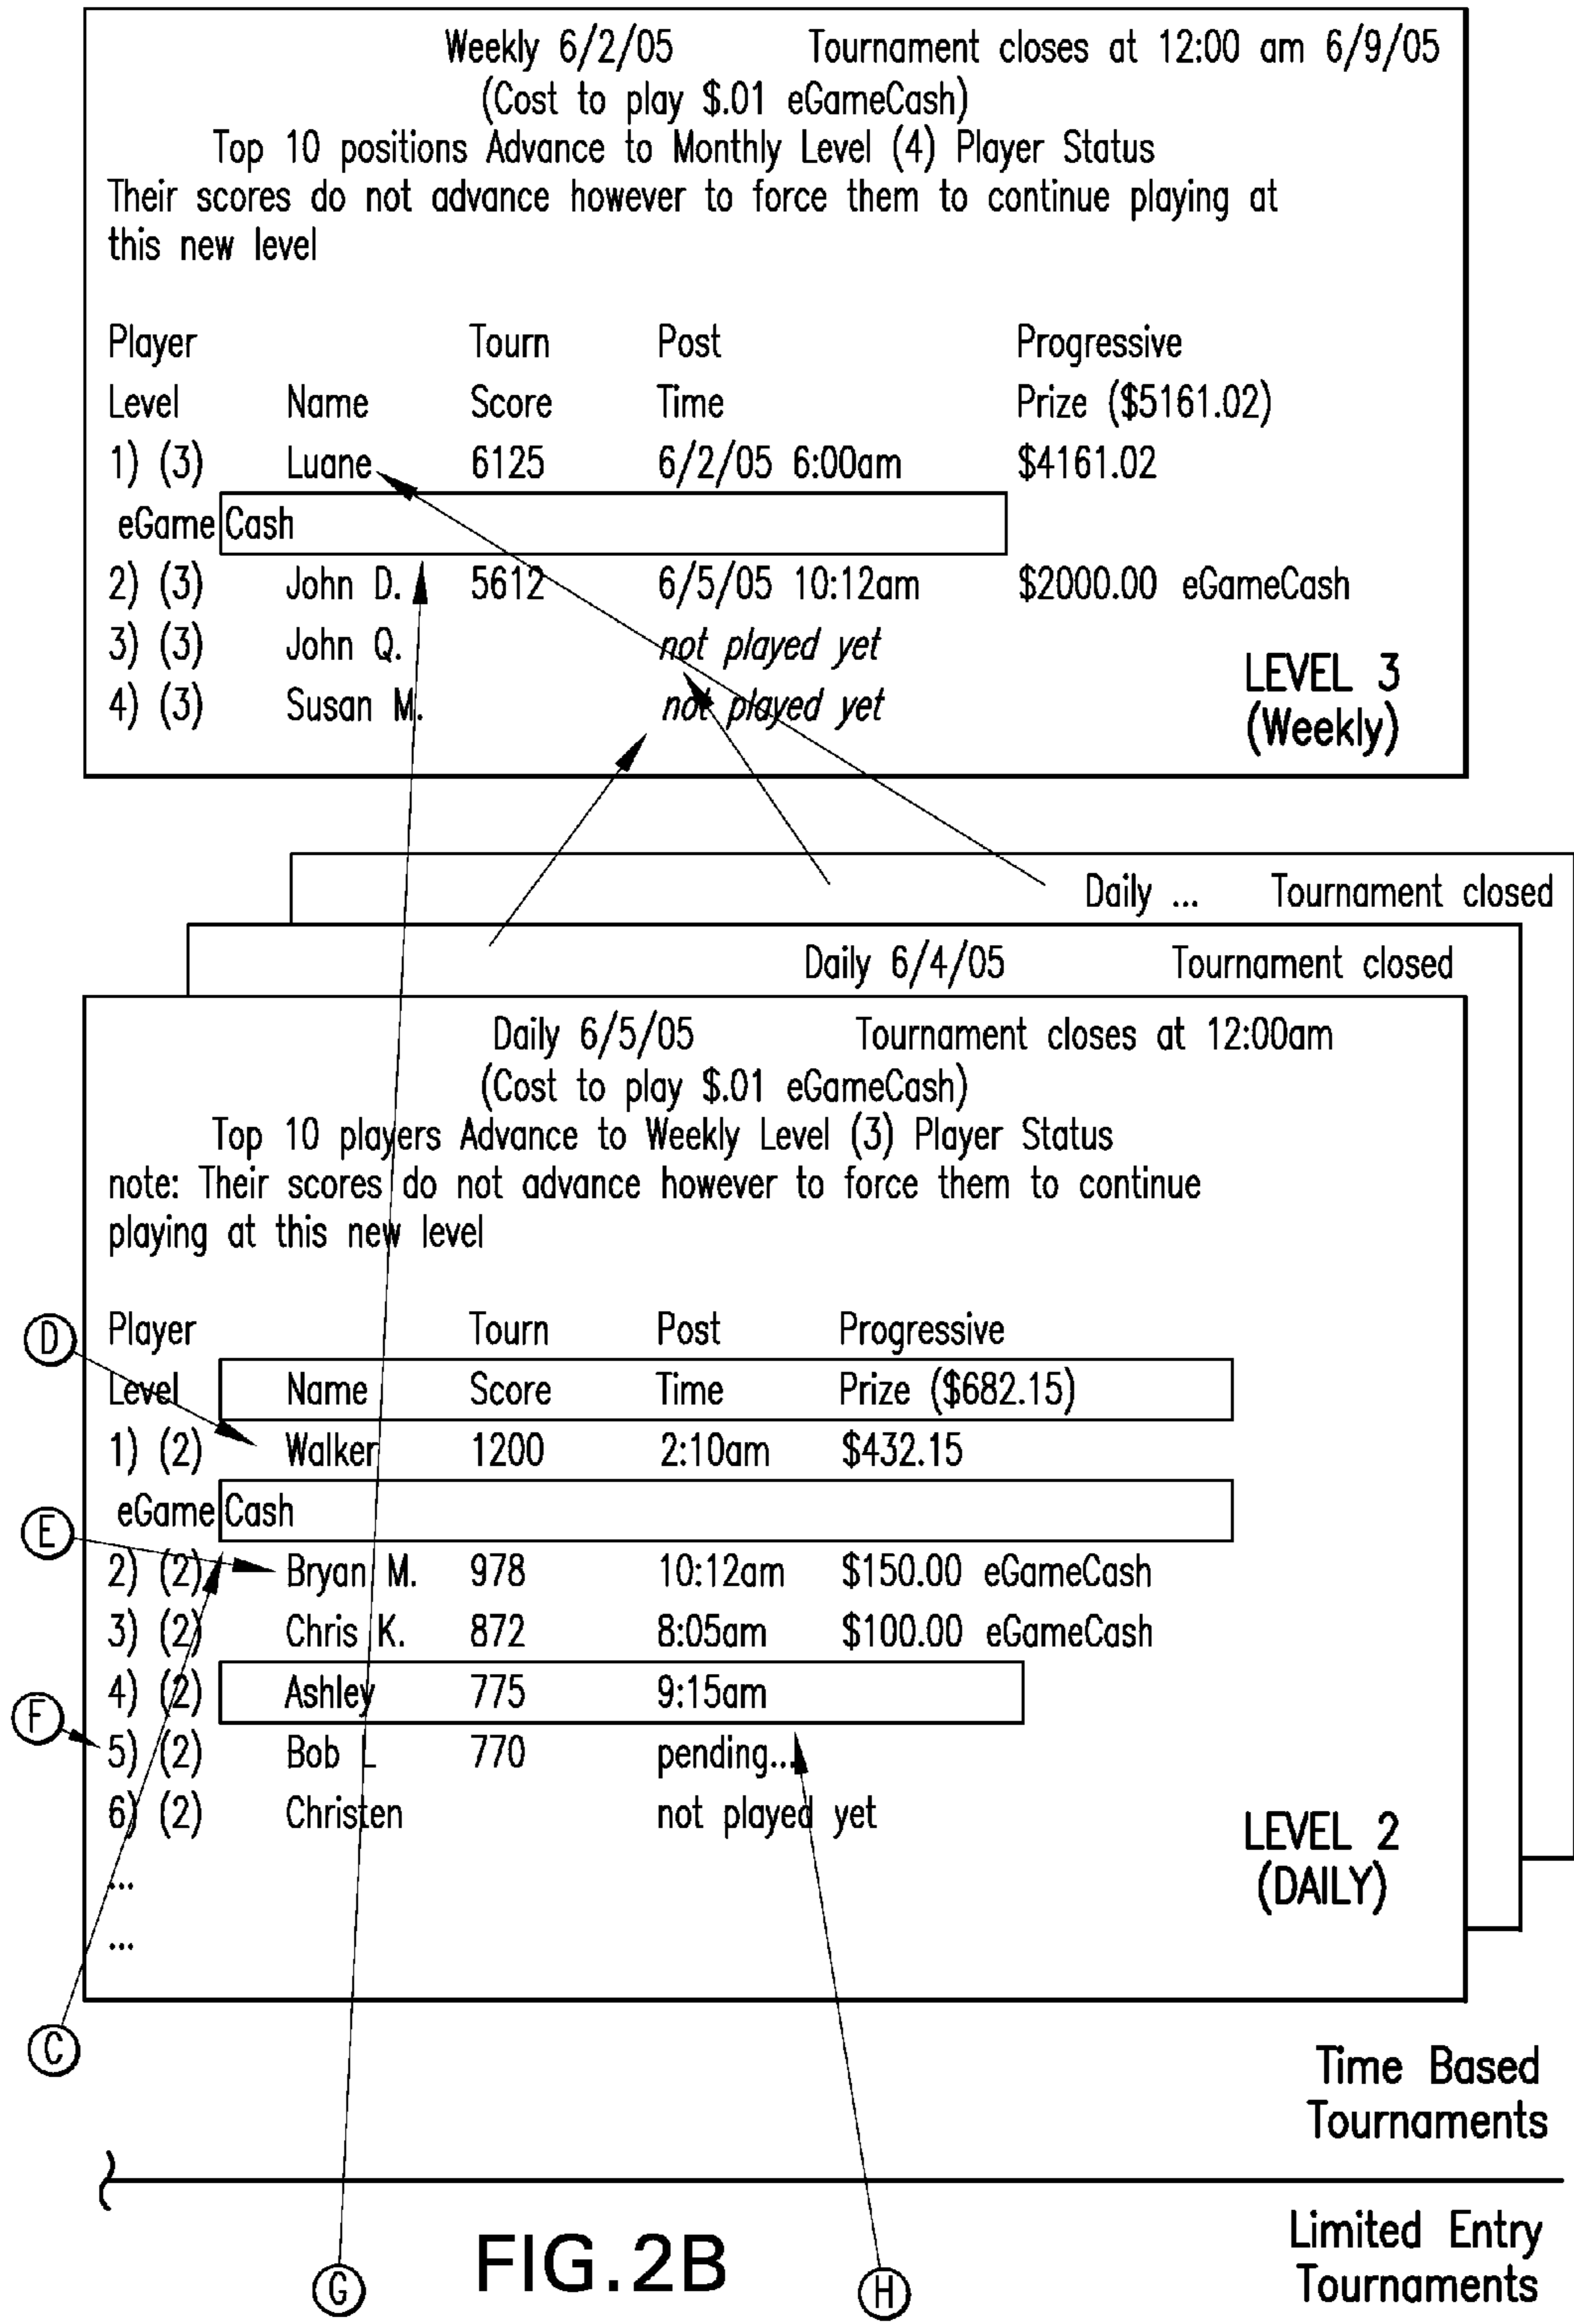 Weekly 6/2/05 Tournament closes at 12:00 am 6/9/05
(Cost to play $.01 eGameCash)
Top 10 positions Advance to Monthly Level (4) Player Status
Their scores do not advance however to force them to continue playing at
this new level
Player Tourn Post Progressive
Level Name Score Time Prize ($5161.02)
1) (3) Luane 6125 6/2/05 6:00am $4161.02
eGame Cash
2) (3) John D. 5612 6/5/05 10:12am $2000.00 eGameCash
3) (3) John Q. not played yet
4) (3) Susan M. not played yet
LEVEL 3
(Weekly)
Daily ... Tournament closed
Daily 6/4/05 Tournament closed
Daily 6/5/05 Tournament closes at 12:00am
(Cost to play $.01 eGameCash)
Top 10 players Advance to Weekly Level (3) Player Status
note: Their scores do not advance however to force them to continue
playing at this new level
Player Tourn Post Progressive
D
Level Name Score Time Prize ($682.15)
1) (2) Walker 1200 2:10am $432.15
eGame Cash
E
2) (2) Bryan M. 978 10:12am $150.00 eGameCash
3) (2) Chris K. 872 8:05am $100.00 eGameCash
4) (2) Ashley 775 9:15am
F
5) (2) Bob L 770 pending...
6) (2) Christen not played yet
LEVEL 2
(DAILY)
...
...
C
Time Based
Tournaments
Limited Entry
Tournaments
G FIG.2B H